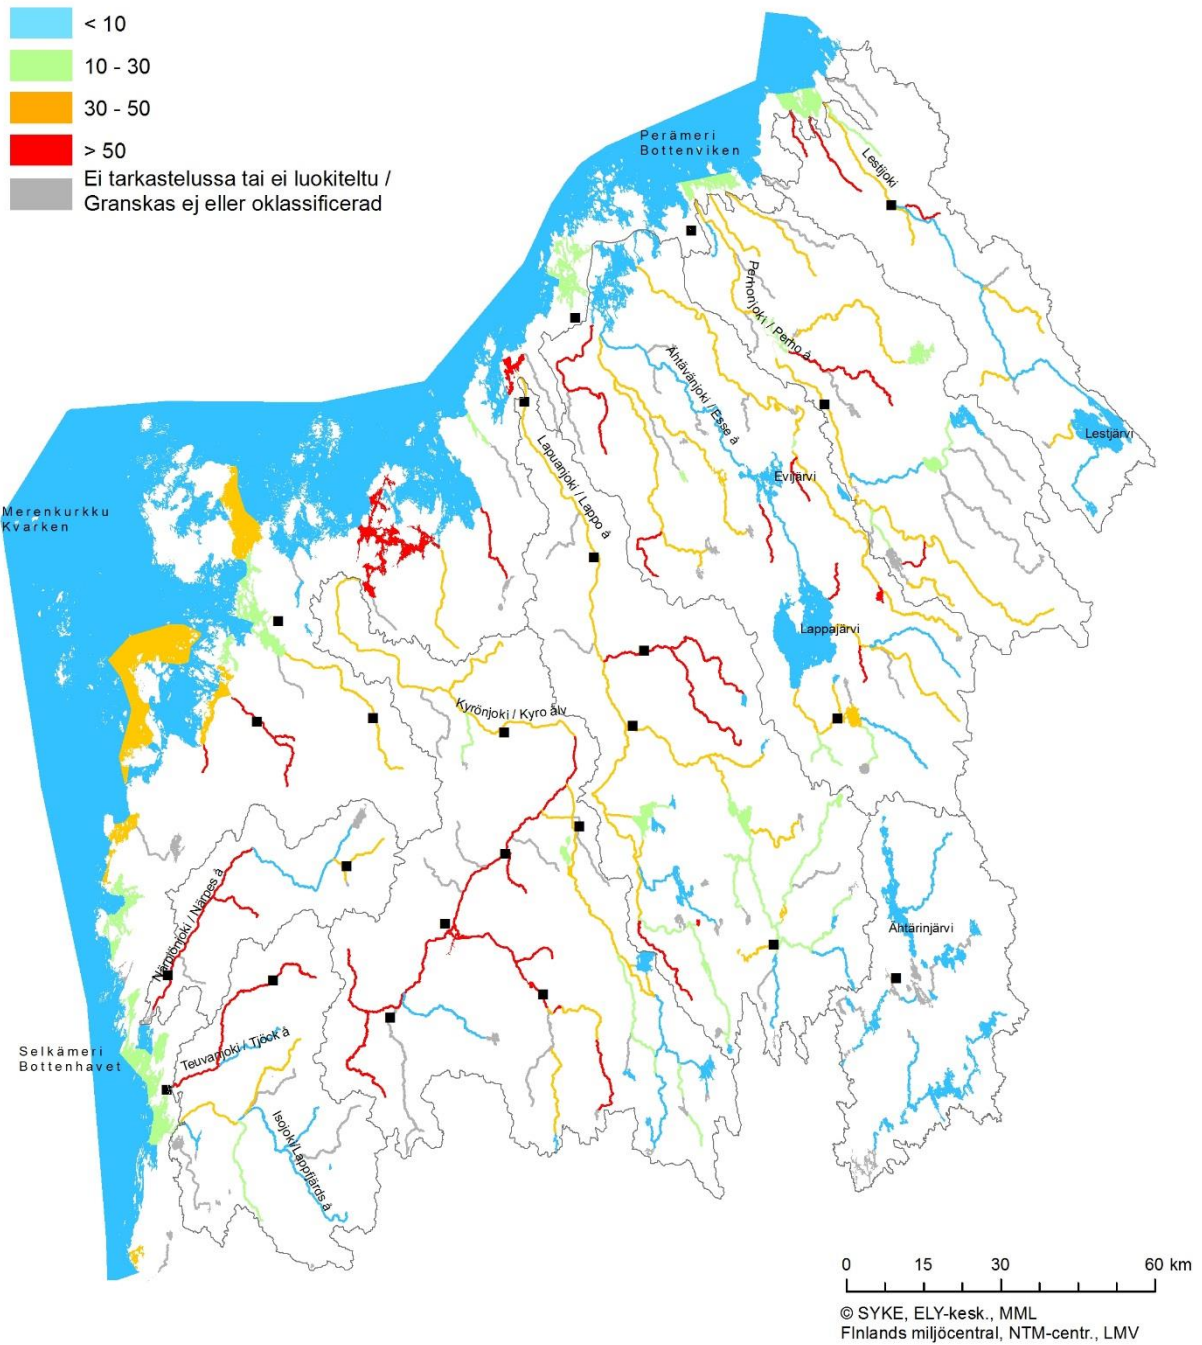 < 10
10 - 30
30 - 50
> 50
Ei tarkastelussa tai ei luokiteltu /
Granskas ej eller oklassificerad
Perämeri
Bottenviken
Lestijoki
Perhonjoki / Perho å
Ähtävänjoki / Esse å
Lestjärvi
Evijärvi
Lapuanjoki / Lappo å
Merenkurkku
Kvarken
Lappajärvi
Kyrönjoki / Kyro älv
Närpiönjoki / Närpes å
Ähtärinjärvi
Selkämeri
Bottenhavet
Teuvanjoki / Tjöck å
Isojoki/Lappfjärds å
0 15 30 60 km
© SYKE, ELY-kesk., MML
FInlands miljöcentral, NTM-centr., LMV